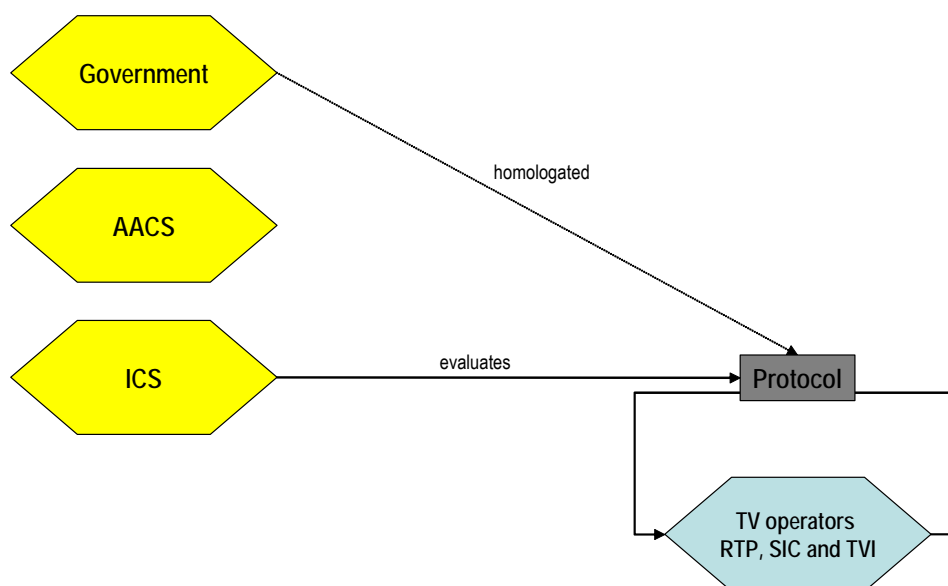 Government
homologated
AACS
evaluates
ICS
Protocol
TV operators
RTP, SIC and TVI